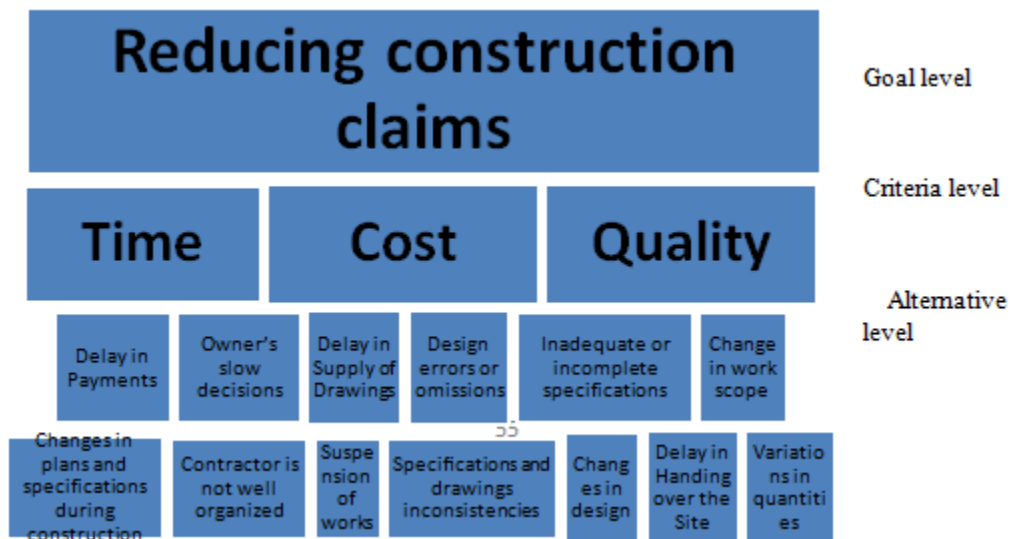 Reducing construction
claims
Goal level
Criteria level
Time
Cost
Quality
Alternative
level
Delay in
Payments
Owner's
slow
decisions
Delay in
Supply of
Drawings
Design
errors or
omissions
Inadequate or
incomplete
specifications
Change
in work
scope
55
Changes in
plans and
specifications
during
construction
Contractor is
not well
organized
Suspe
nsion
of
works
Specifications and
drawings
inconsistencies
Chang
es in
design
Delay in
Handing
over the
Site
Variatio
ns in
quantiti
es